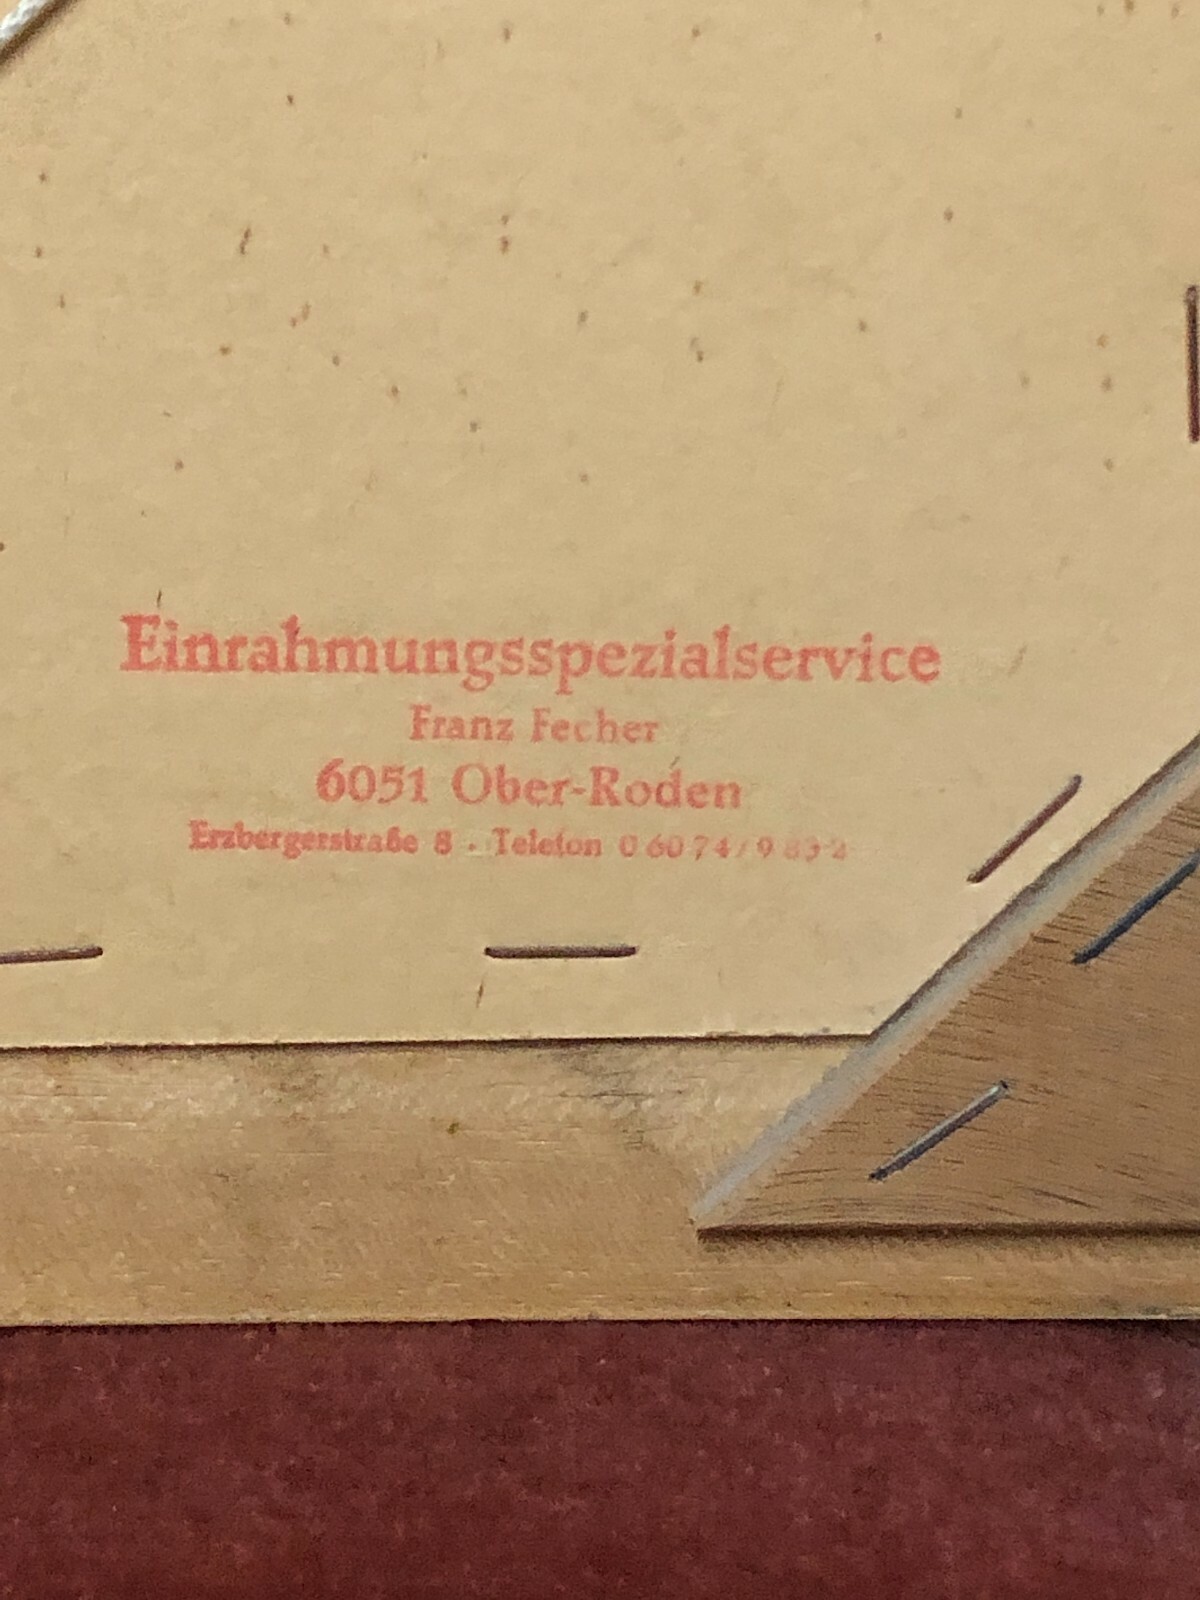 Einrahmungsspezialservice
Franz Fecher
6051 Ober-Roden
Erzbergerstraße 8 · Telefon 0 60 74 / 9 83 2